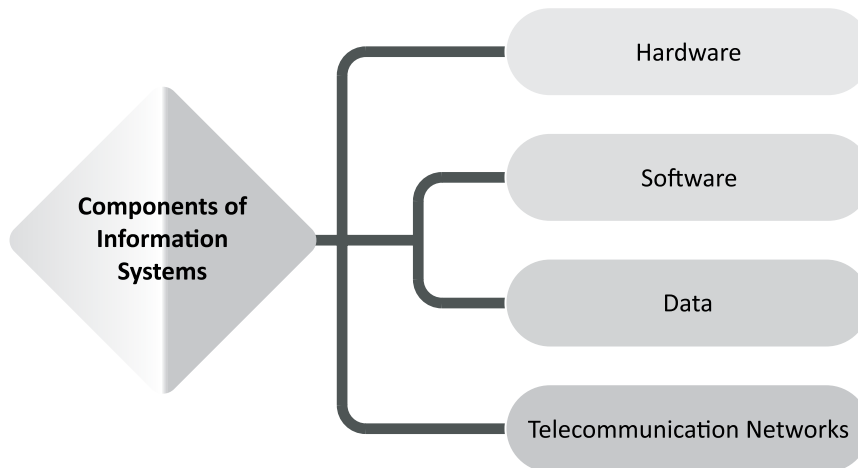 Components of
Information
Systems
Hardware
Software
Data
Telecommunication Networks